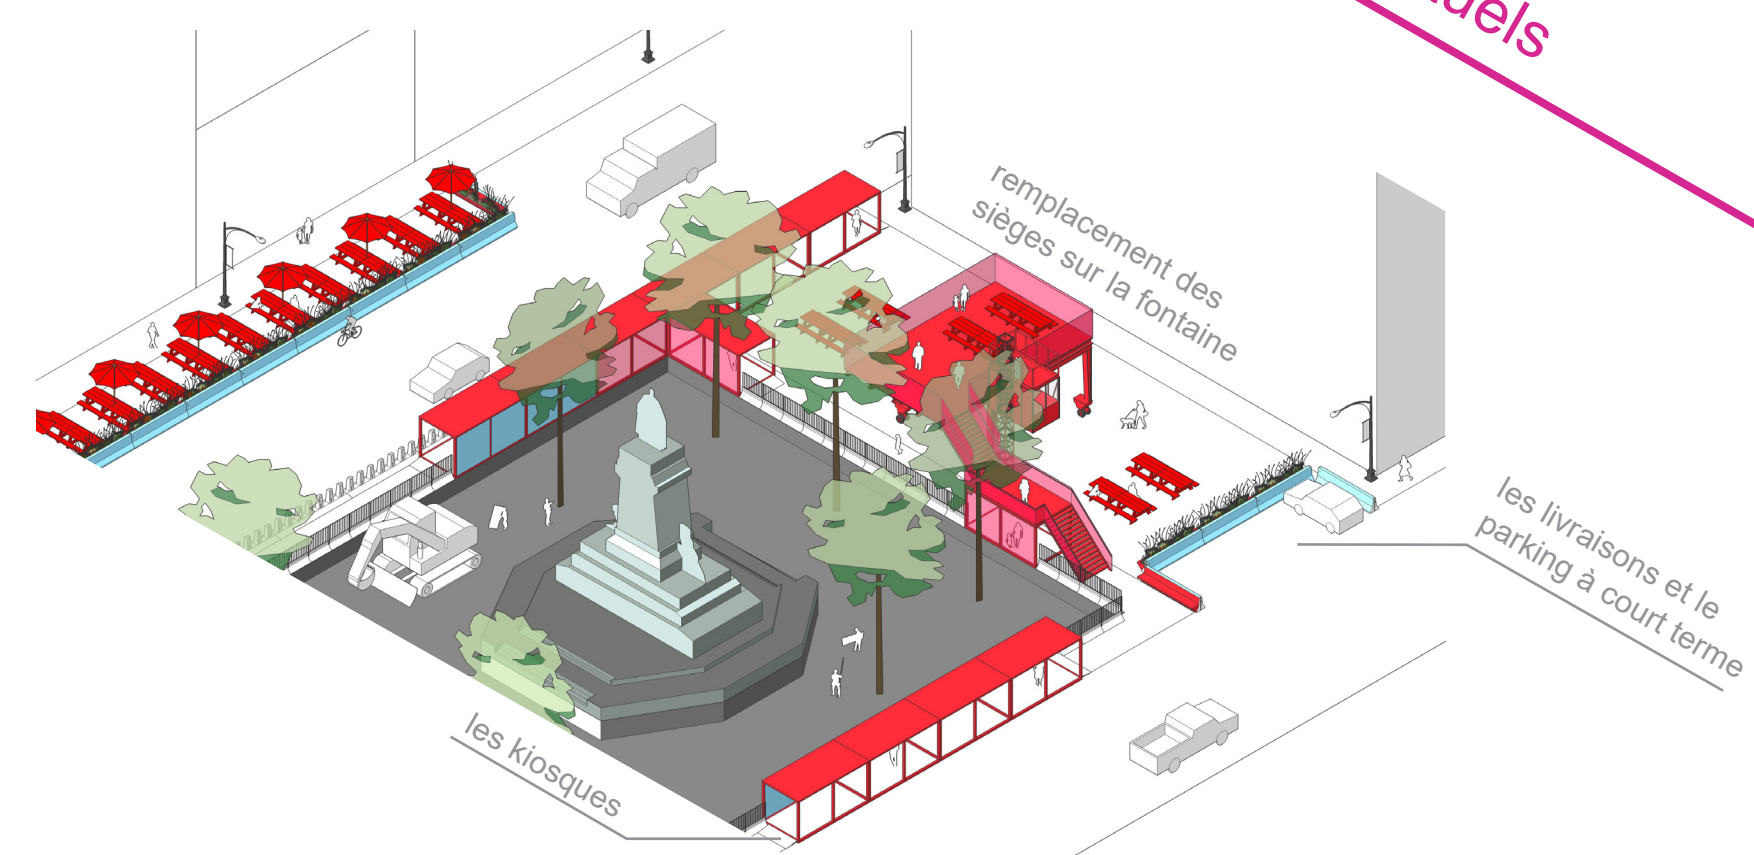 remplacement des
sièges sur la fontaine
les livraisons et le
parking à court terme
les kiosques